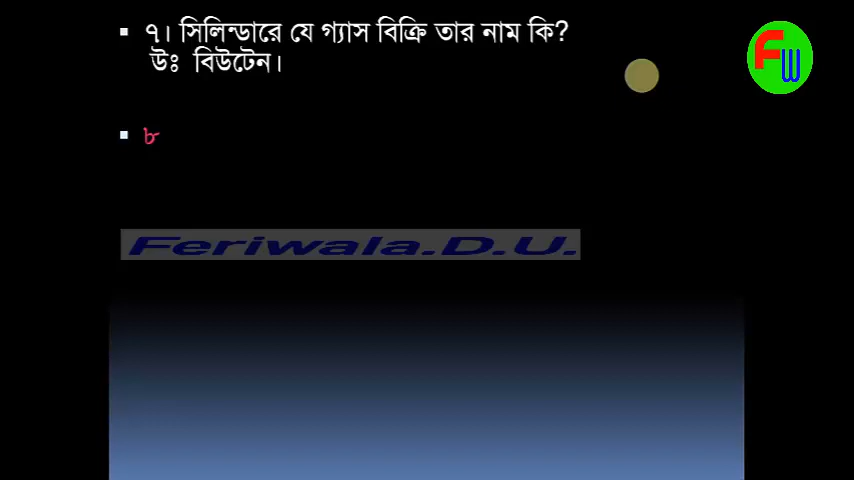 ৭। সিলিন্ডারে যে গ্যাস বিক্রি তার নাম কি?
উঃ বিউটেন।
৮
Feriwala.D.U.
FW